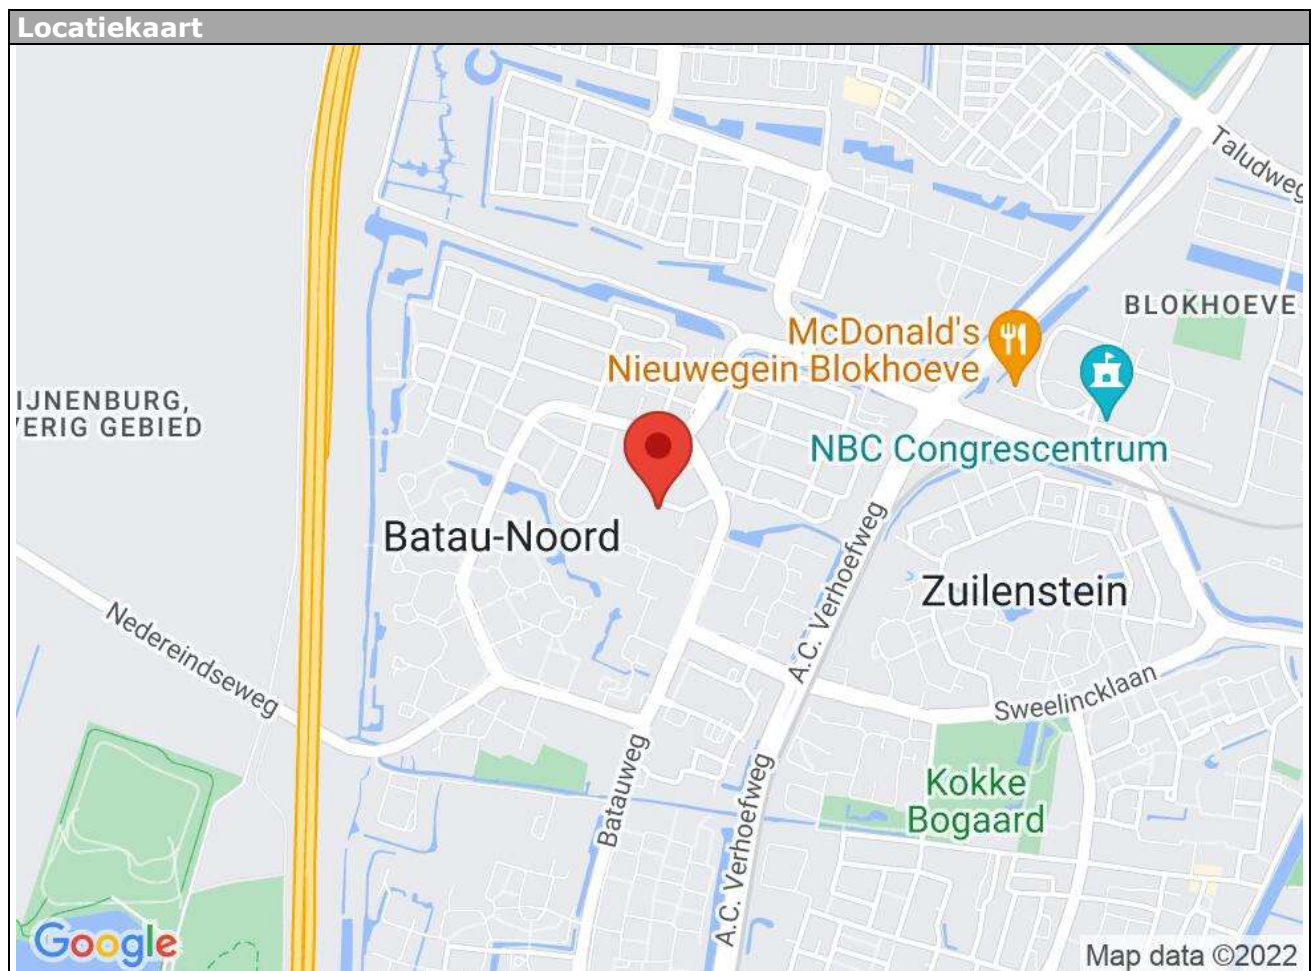 Locatiekaart
Taludweg
BLOKHOEVE
McDonald's
Nieuwegein Blokhoeve
IJNENBURG,
ERIG GEBIED
NBC Congrescentrum
Batau-Noord
A.C. Verhoefweg
Zuilenstein
Nedereindseweg
Sweelincklaan
Batauweg
A.C. Verhoefweg
Kokke
Bogaard
Google
Map data ©2022